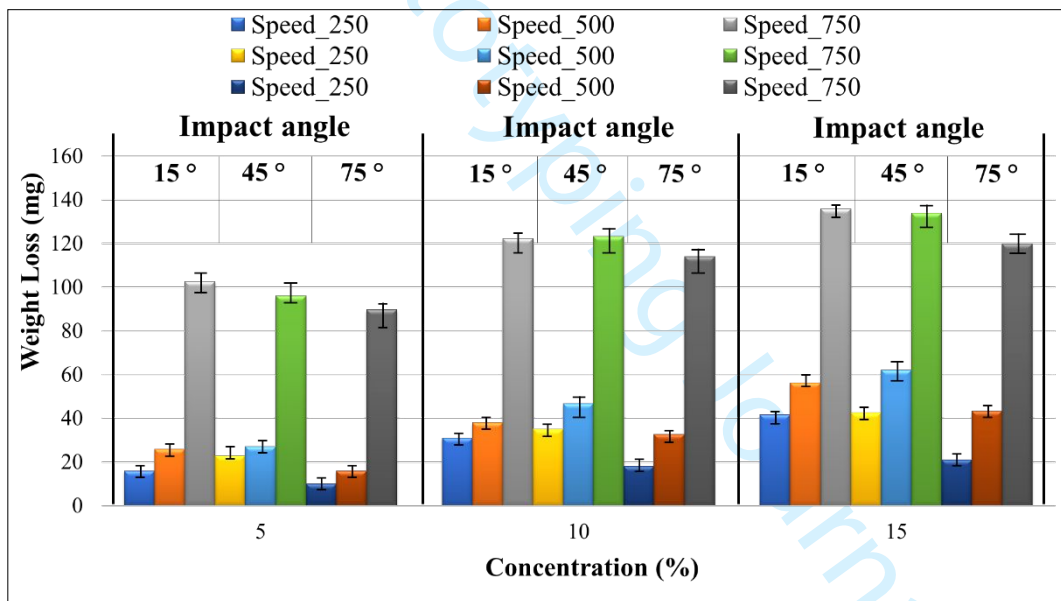 Speed_250 Speed_500 Speed_750
Speed_250 Speed_500 Speed_750
Speed_250 Speed_500 Speed_750
Impact angle Impact angle Impact angle
15 ° 45 ° 75 ° 15 ° 45 ° 75 ° 15 ° 45 ° 75 °
Weight Loss (mg)
160
140
120
100
80
60
40
20
0
5 10 15
Concentration (%)